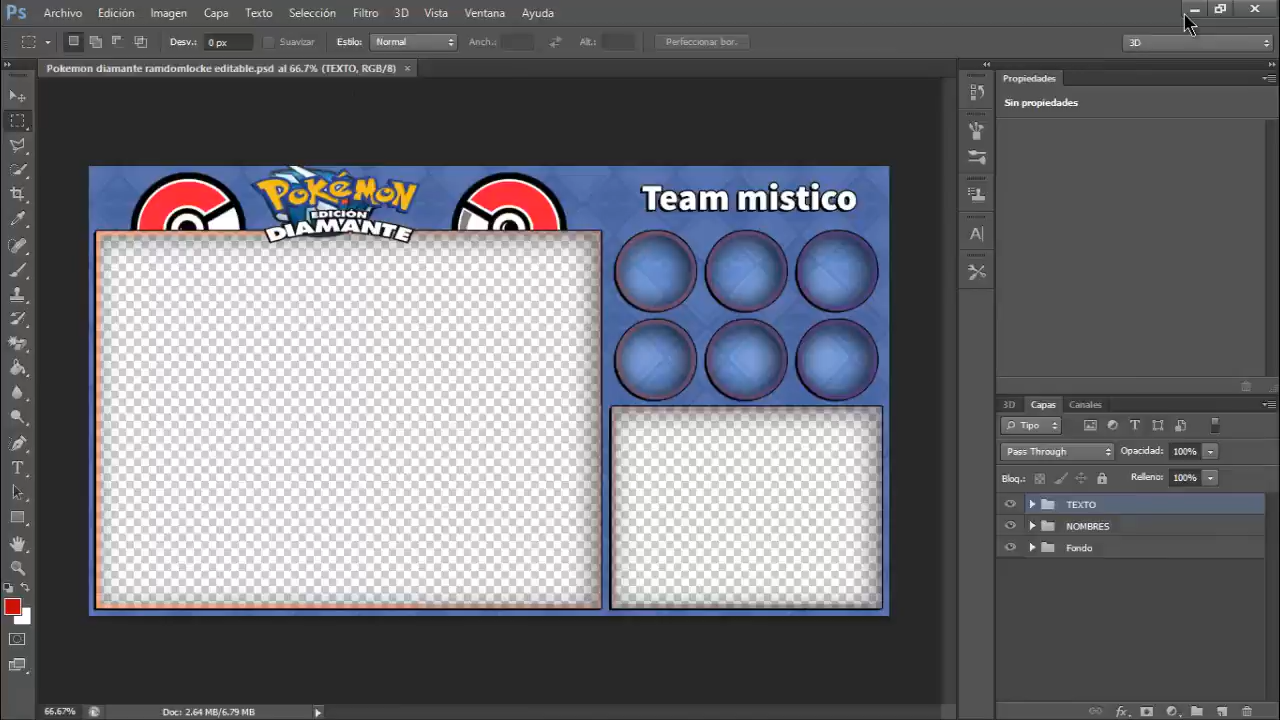 Ps Archivo Edición Imagen Capa Texto Selección Filtro 3D Vista Ventana Ayuda
Desv.: 0 px Suavizar Estilo: Normal Anch.: Alt.: Perfeccionar bor. 3D
Pokemon diamante ramdomlocke editable.psd al 66.7% (TEXTO, RGB/8) ×
Propiedades
Sin propiedades
POKéMON
EDICIÓN
DIAMANTE
Team mistico
3D Capas Canales
Tipo
Pass Through Opacidad: 100%
Bloq.: Relleno: 100%
TEXTO
NOMBRES
Fondo
66.67% Doc: 2.64 MB/6.79 MB